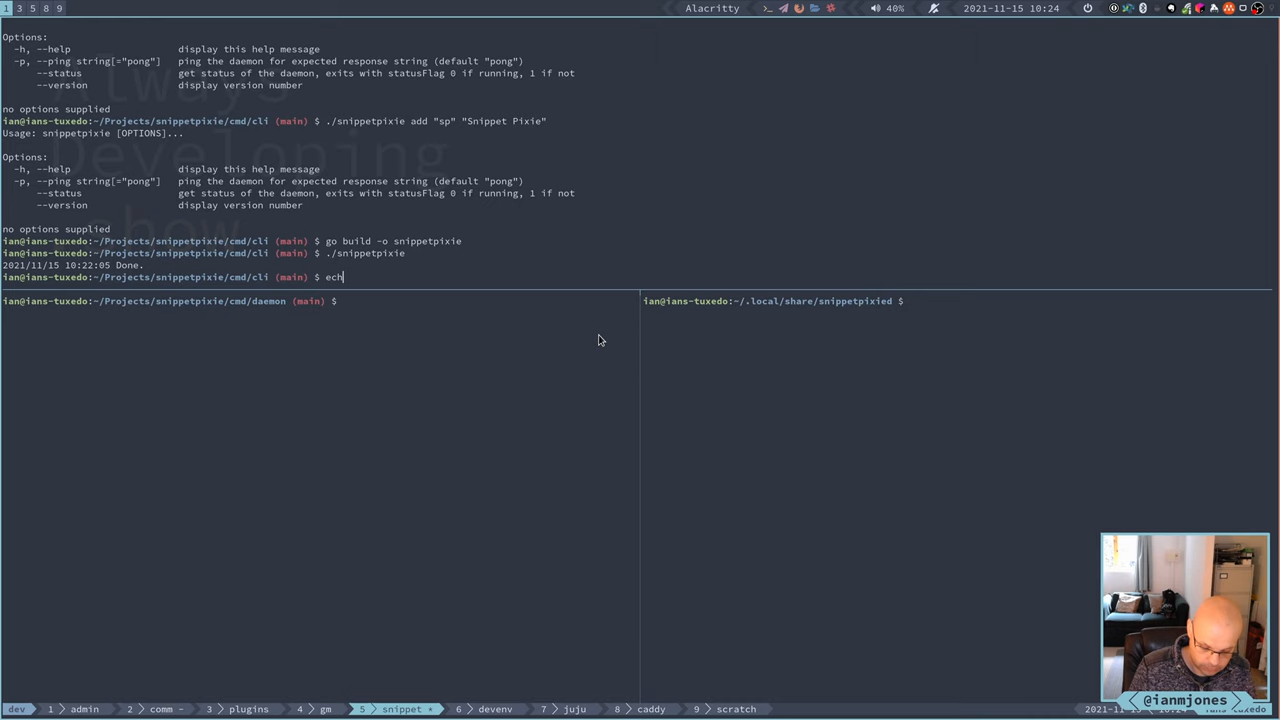 1 3 5 8 9 Alacritty 40% 2021-11-15 10:24
Options:
-h, --help display this help message
-p, --ping string[="pong"] ping the daemon for expected response string (default "pong")
--status get status of the daemon, exits with statusFlag 0 if running, 1 if not
--version display version number
no options supplied
ian@ians-tuxedo:~/Projects/snippetpixie/cmd/cli (main) $ ./snippetpixie add "sp" "Snippet Pixie"
Usage: snippetpixie [OPTIONS]...
Options:
-h, --help display this help message
-p, --ping string[="pong"] ping the daemon for expected response string (default "pong")
--status get status of the daemon, exits with statusFlag 0 if running, 1 if not
--version display version number
no options supplied
ian@ians-tuxedo:~/Projects/snippetpixie/cmd/cli (main) $ go build -o snippetpixie
ian@ians-tuxedo:~/Projects/snippetpixie/cmd/cli (main) $ ./snippetpixie
2021/11/15 10:22:05 Done.
ian@ians-tuxedo:~/Projects/snippetpixie/cmd/cli (main) $ ech
Always
Developing
show
ian@ians-tuxedo:~/Projects/snippetpixie/cmd/daemon (main) $
ian@ians-tuxedo:~/.local/share/snippetpixied $
@ianmjones
dev 1 admin 2 comm - 3 plugins 4 gm 5 snippet * 6 devenv 7 juju 8 caddy 9 scratch